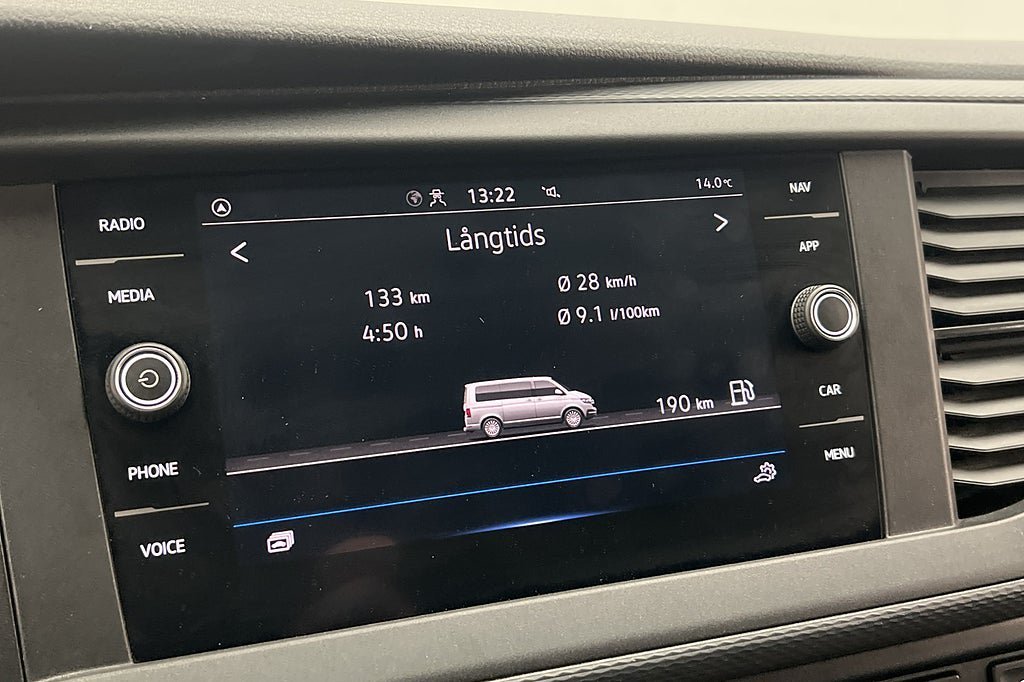 RADIO
MEDIA
PHONE
VOICE
13:22
14.0°C
< Långtids >
133 km
4:50 h
Ø 28 km/h
Ø 9.1 l/100km
190 km
NAV
APP
CAR
MENU